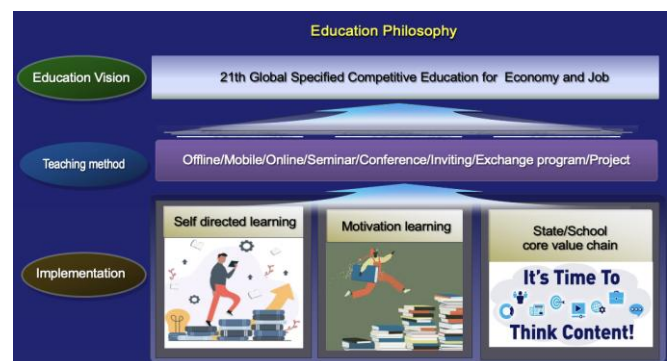 Education Philosophy
Education Vision
21th Global Specified Competitive Education for Economy and Job
Teaching method
Offline/Mobile/Online/Seminar/Conference/Inviting/Exchange program/Project
Implementation
Self directed learning
Motivation learning
State/School
core value chain
It's Time To
Think Content!